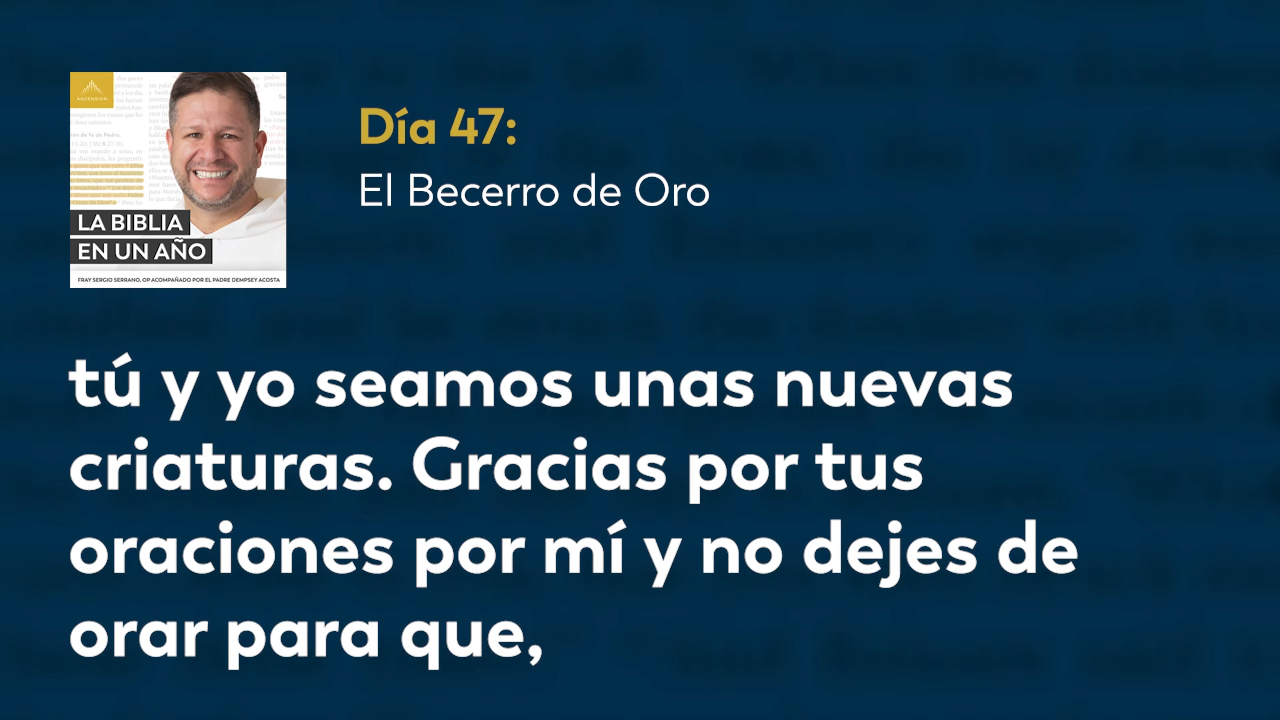 ASCENSION
LA BIBLIA
EN UN AÑO
FRAY SERGIO SERRANO, OP ACOMPAÑADO POR EL PADRE DEMPSEY ACOSTA
Día 47:
El Becerro de Oro
tú y yo seamos unas nuevas
criaturas. Gracias por tus
oraciones por mí y no dejes de
orar para que,